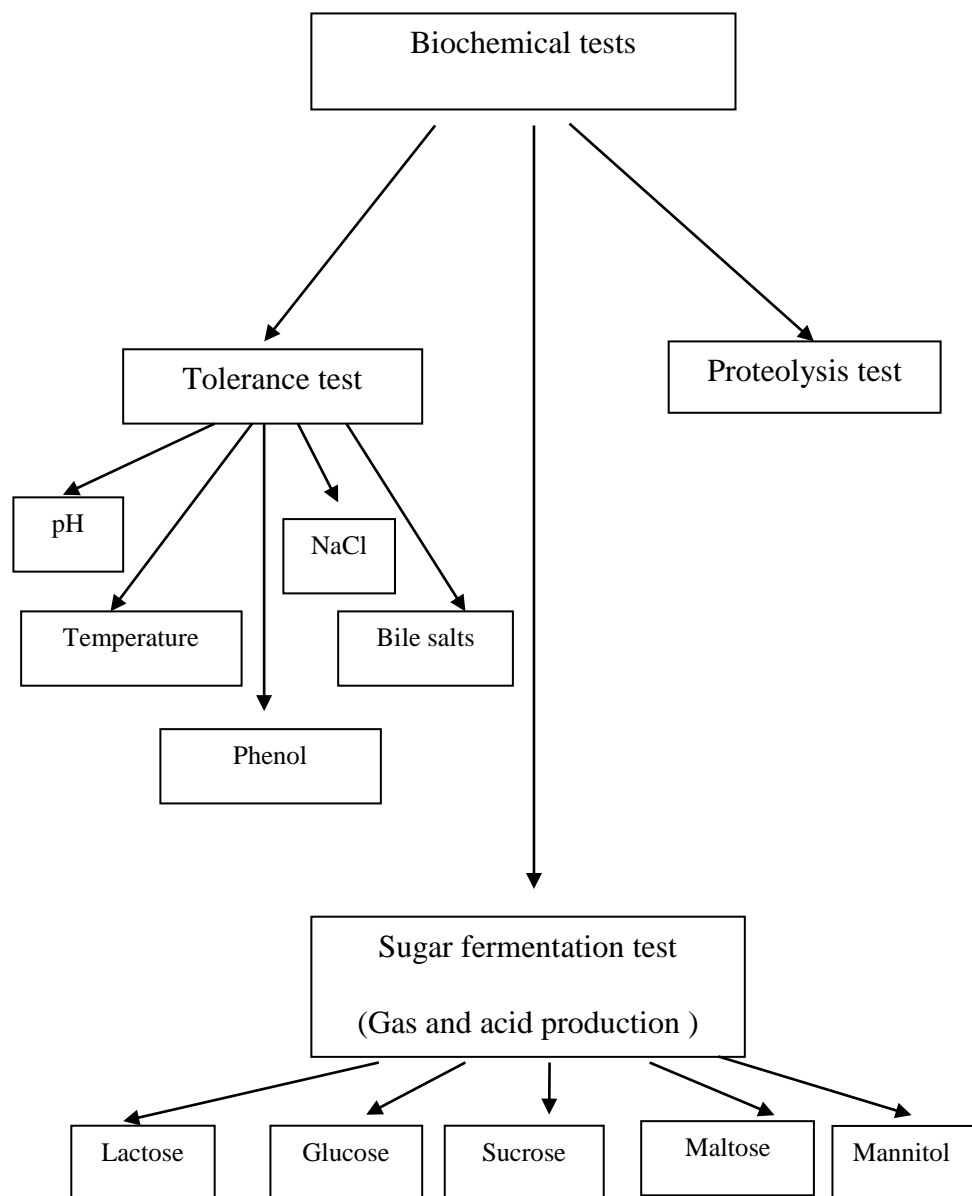 Biochemical tests
Tolerance test
Proteolysis test
pH
NaCl
Temperature
Bile salts
Phenol
Sugar fermentation test
(Gas and acid production )
Lactose
Glucose
Sucrose
Maltose
Mannitol